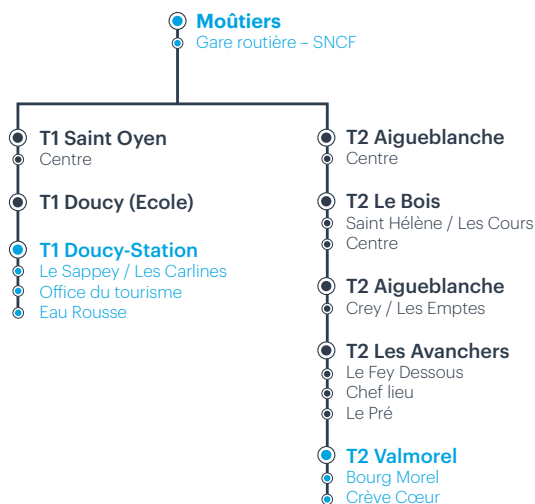 Moûtiers
Gare routière – SNCF
T1 Saint Oyen
Centre
T1 Doucy (Ecole)
T1 Doucy-Station
Le Sappey / Les Carlines
Office du tourisme
Eau Rousse
T2 Aigueblanche
Centre
T2 Le Bois
Saint Hélène / Les Cours
Centre
T2 Aigueblanche
Crey / Les Emptes
T2 Les Avanchers
Le Fey Dessous
Chef lieu
Le Pré
T2 Valmorel
Bourg Morel
Crève Cœur